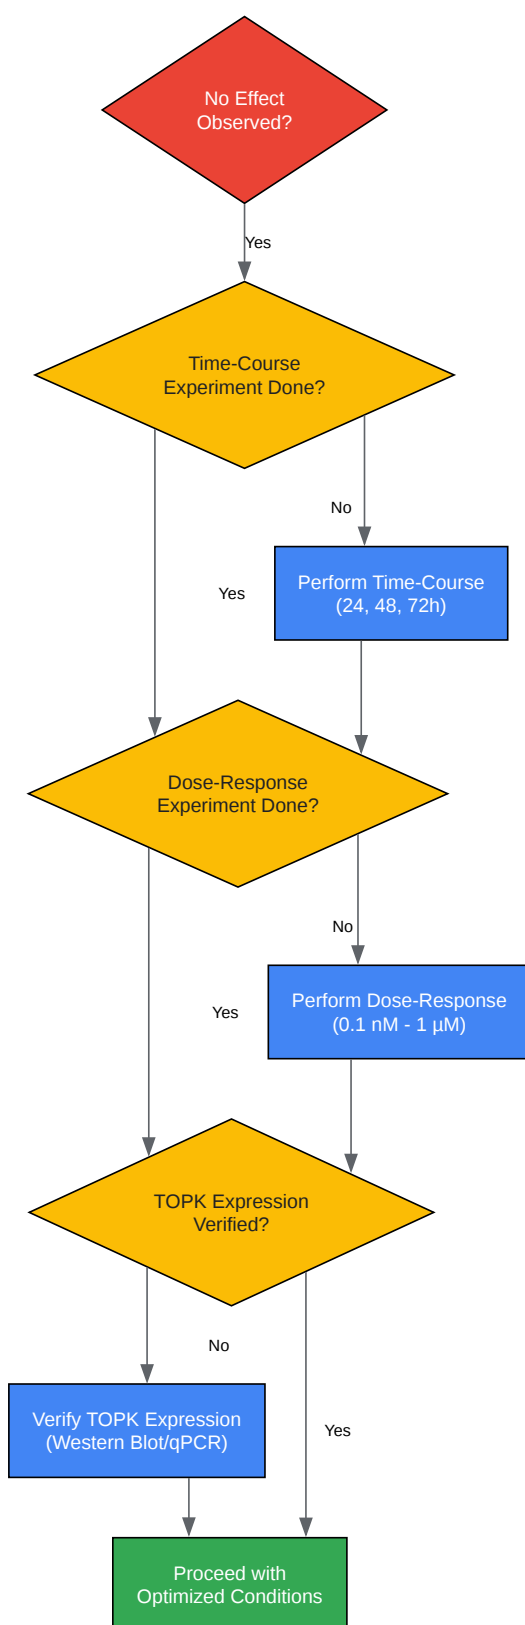 No Effect
Observed?
Yes
Time-Course
Experiment Done?
No
Perform Time-Course
(24, 48, 72h)
Yes
Dose-Response
Experiment Done?
No
Perform Dose-Response
(0.1 nM - 1 µM)
Yes
TOPK Expression
Verified?
No
Verify TOPK Expression
(Western Blot/qPCR)
Yes
Proceed with
Optimized Conditions